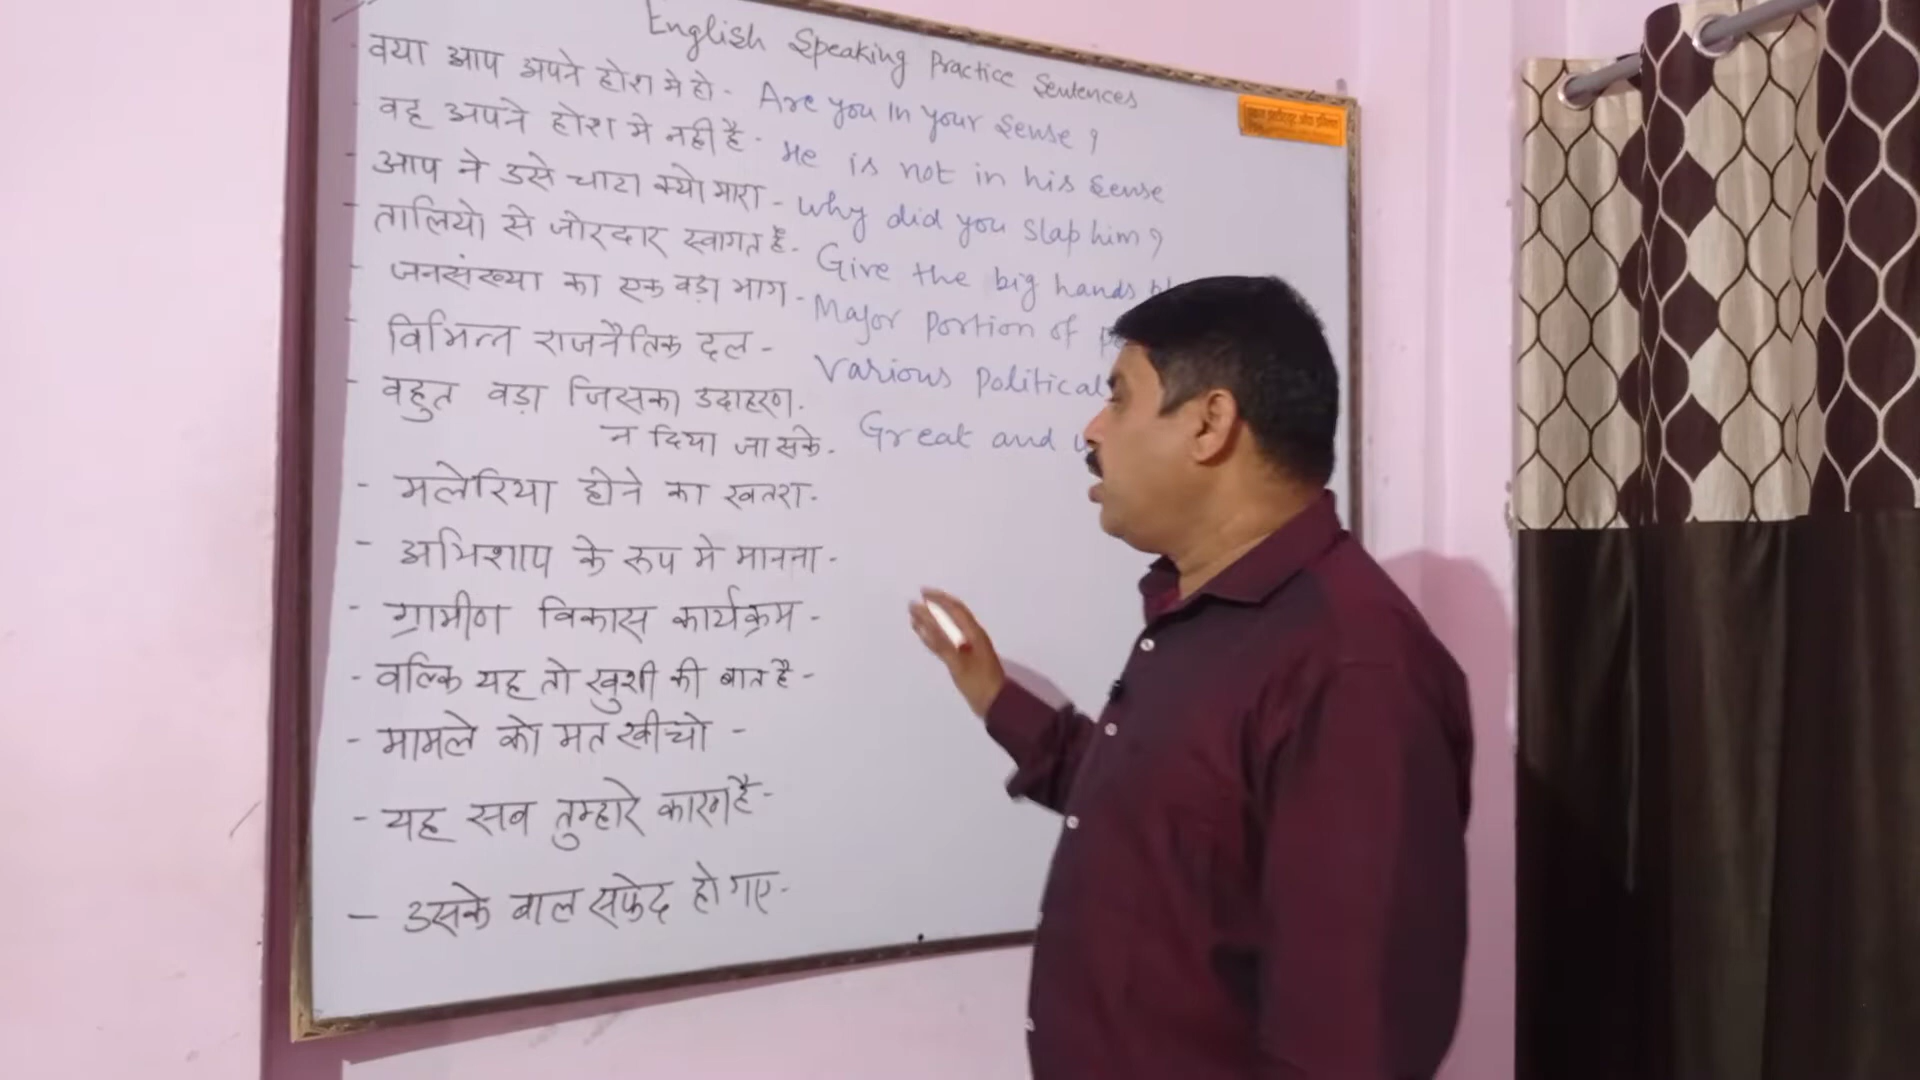 English Speaking Practice Sentences
क्या आप अपने होश मे हो - Are you in your sense ?
वह अपने होश मे नही है - He is not in his sense
आप ने उसे चाटा क्यो मारा - why did you slap him ?
तालियो से जोरदार स्वागत है - Give the big hands
जनसंख्या का एक बड़ा भाग - Major Portion of
विभिन्न राजनैतिक दल - Various Political
बहुत बड़ा जिसका उदाहरण
न दिया जा सके - Great and
- मलेरिया होने का खतरा -
- अभिशाप के रूप मे मानना -
- ग्रामीण विकास कार्यक्रम -
- बल्कि यह तो खुशी की बात है -
- मामले को मत खीचो -
- यह सब तुम्हारे कारण है -
- उसके बाल सफेद हो गए -